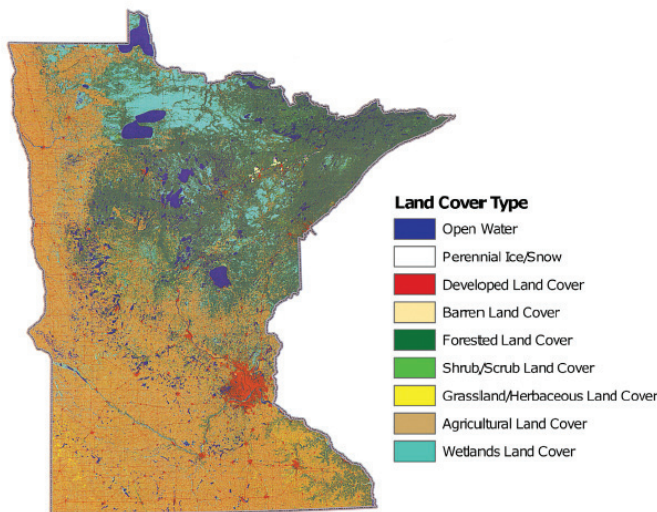 Land Cover Type
Open Water
Perennial Ice/Snow
Developed Land Cover
Barren Land Cover
Forested Land Cover
Shrub/Scrub Land Cover
Grassland/Herbaceous Land Cover
Agricultural Land Cover
Wetlands Land Cover